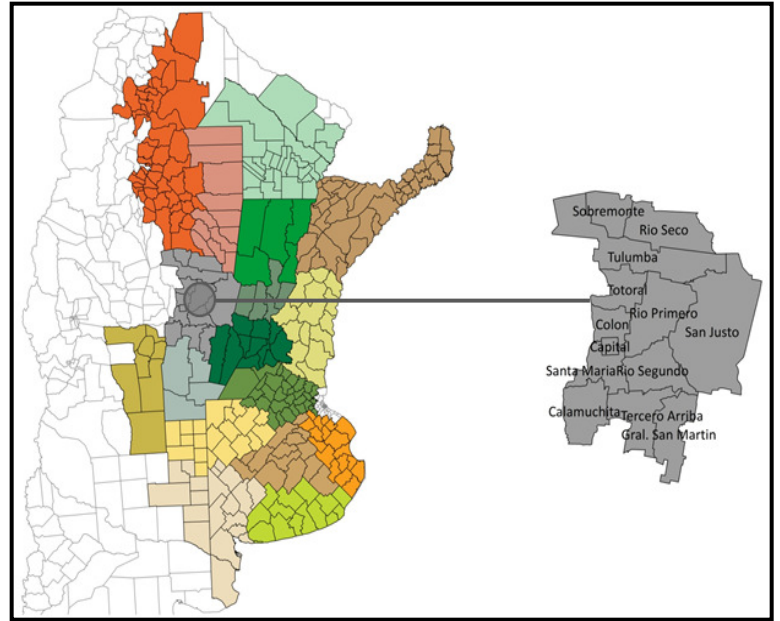 Sobremonte
Rio Seco
Tulumba
Totoral
Rio Primero
Colon
San Justo
Capital
Santa Maria
Rio Segundo
Calamuchita
Tercero Arriba
Gral. San Martin